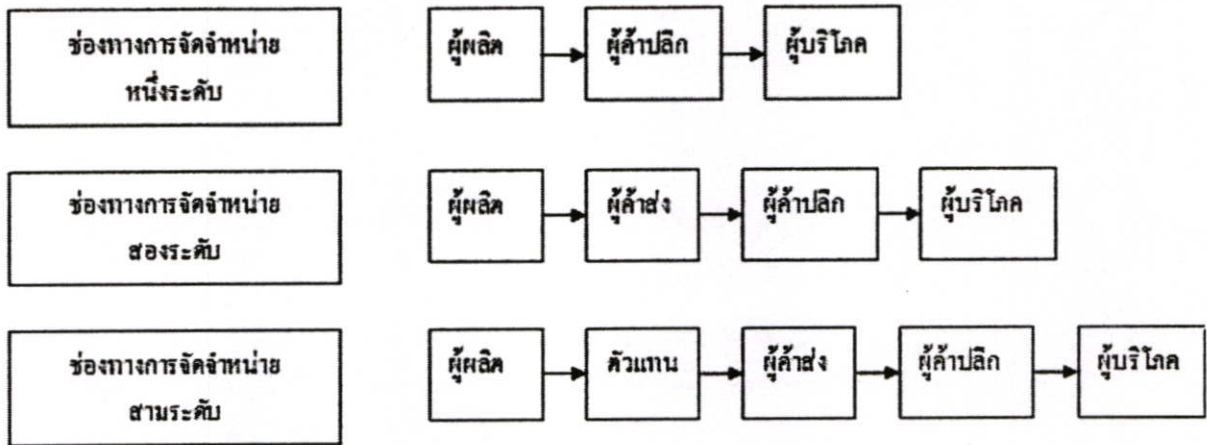 ช่องทางการจัดจำหน่าย
หนึ่งระดับ
ผู้ผลิต ผู้ค้าปลีก ผู้บริโภค
ช่องทางการจัดจำหน่าย
สองระดับ
ผู้ผลิต ผู้ค้าส่ง ผู้ค้าปลีก ผู้บริโภค
ช่องทางการจัดจำหน่าย
สามระดับ
ผู้ผลิต ตัวแทน ผู้ค้าส่ง ผู้ค้าปลีก ผู้บริโภค